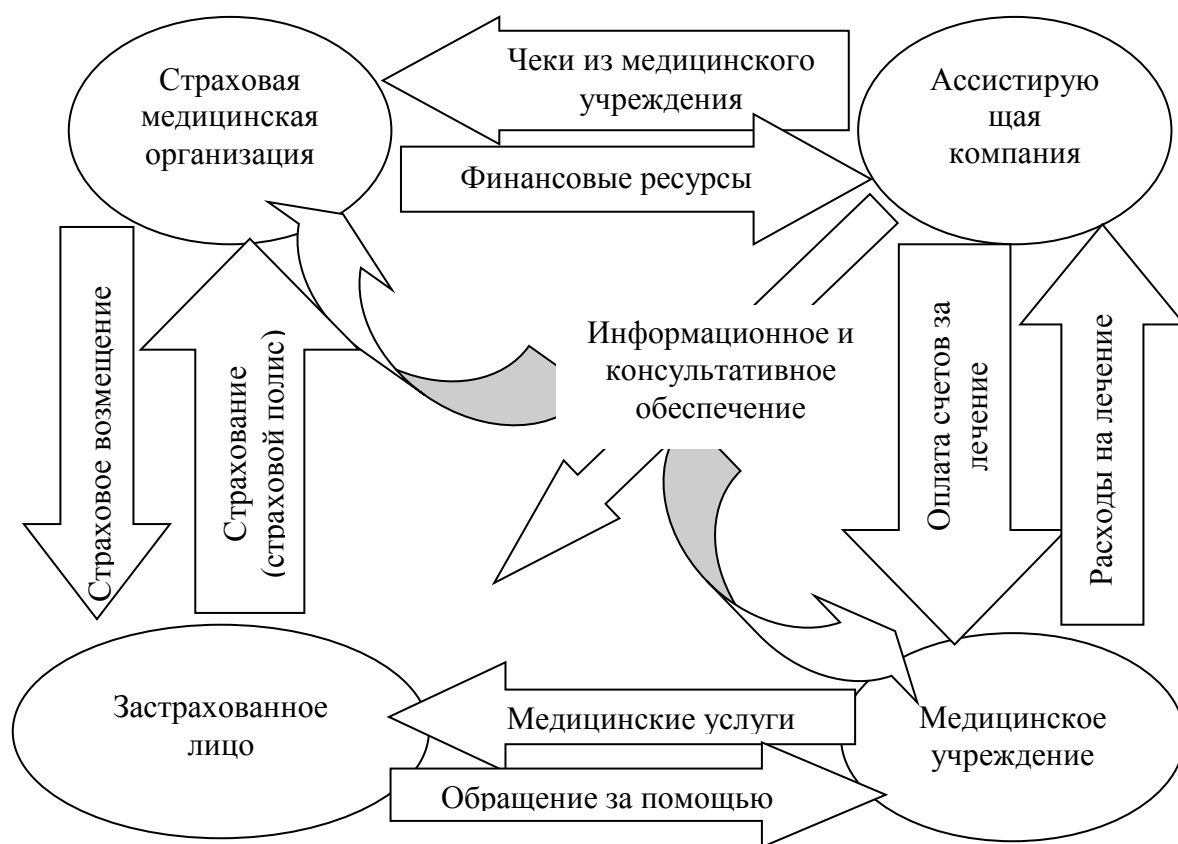 Страховая
медицинская
организация
Чеки из медицинского
учреждения
Ассистирую
щая
компания
Финансовые ресурсы
Страховое возмещение
Страхование
(страховой полис)
Информационное и
консультативное
обеспечение
Оплата счетов за
лечение
Расходы на лечение
Застрахованное
лицо
Медицинские услуги
Обращение за помощью
Медицинское
учреждение